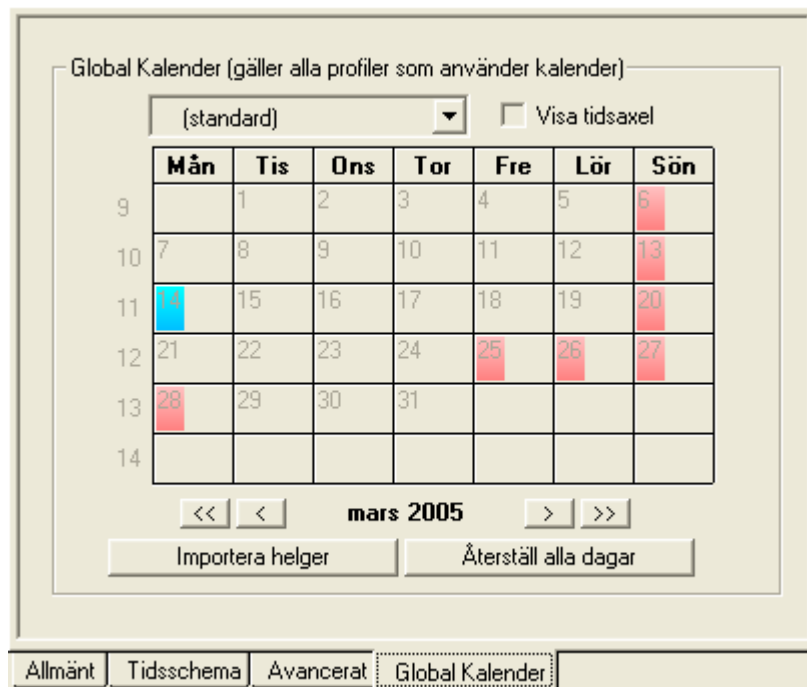 Global Kalender (gäller alla profiler som använder kalender)
(standard) Visa tidsaxel
Mån Tis Ons Tor Fre Lör Sön
9 1 2 3 4 5 6
10 7 8 9 10 11 12 13
11 14 15 16 17 18 19 20
12 21 22 23 24 25 26 27
13 28 29 30 31
14
<< < mars 2005 > >>
Importera helger Återställ alla dagar
Allmänt Tidsschema Avancerat Global Kalender